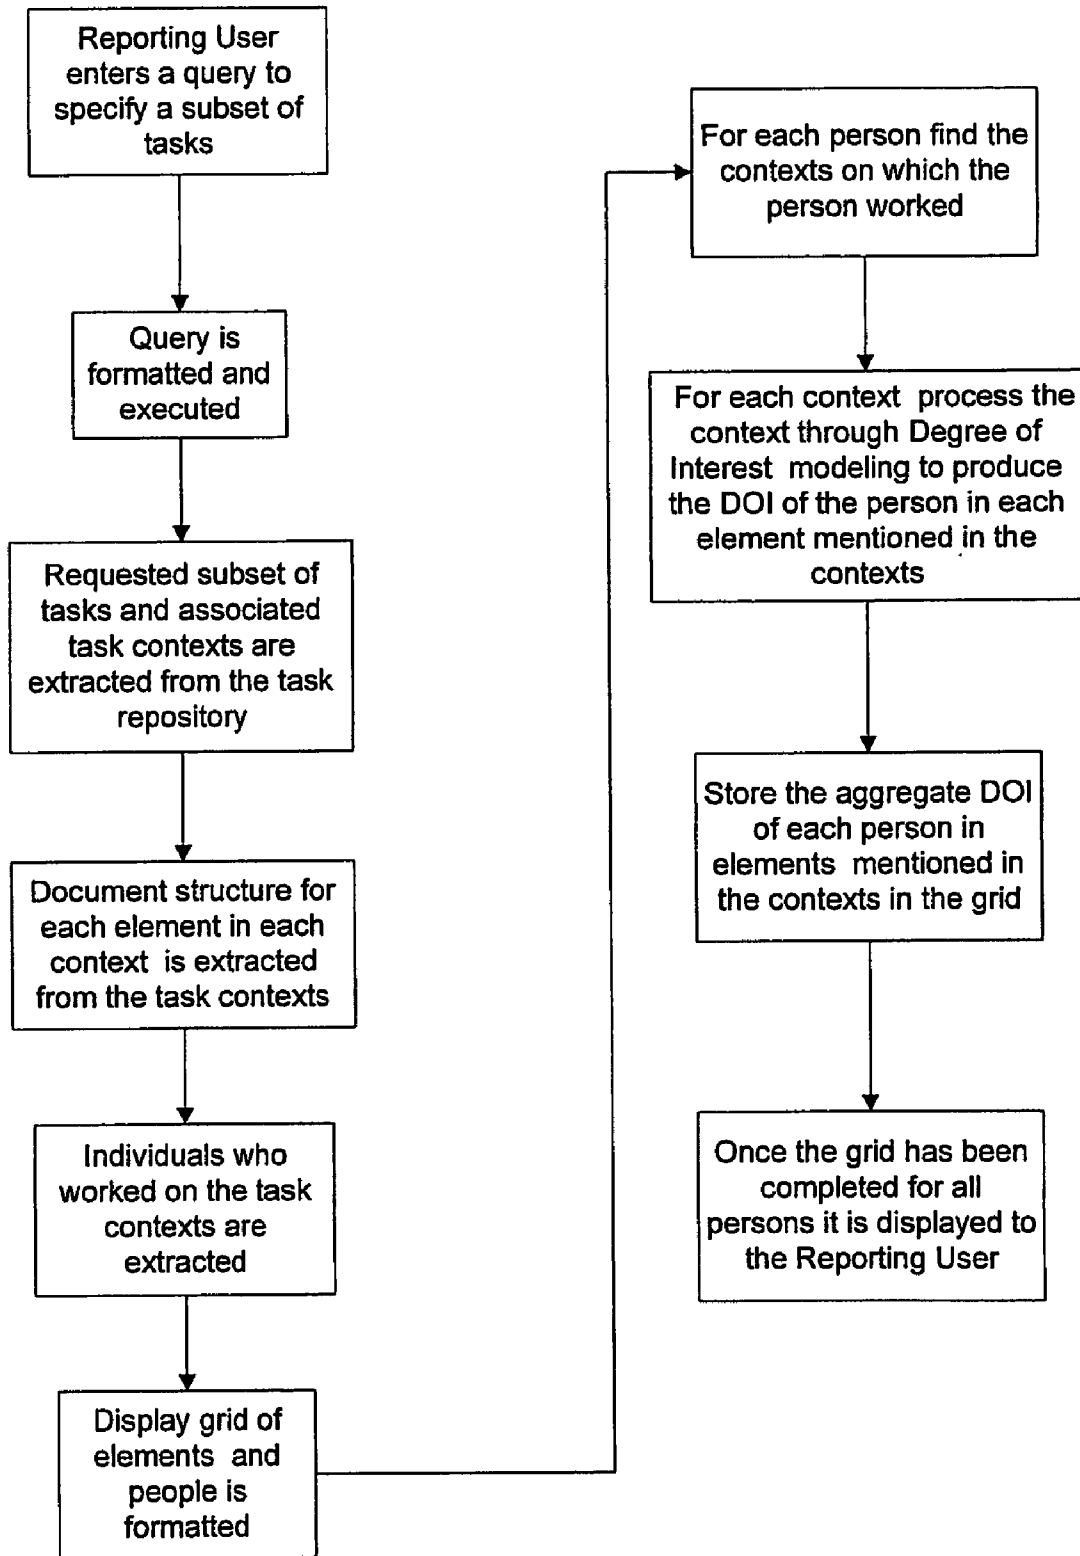 Reporting User
enters a query to
specify a subset of
tasks
Query is
formatted and
executed
Requested subset of
tasks and associated
task contexts are
extracted from the task
repository
Document structure for
each element in each
context is extracted
from the task contexts
Individuals who
worked on the task
contexts are
extracted
Display grid of
elements and
people is
formatted
For each person find the
contexts on which the
person worked
For each context process the
context through Degree of
Interest modeling to produce
the DOI of the person in each
element mentioned in the
contexts
Store the aggregate DOI
of each person in
elements mentioned in
the contexts in the grid
Once the grid has been
completed for all
persons it is displayed to
the Reporting User